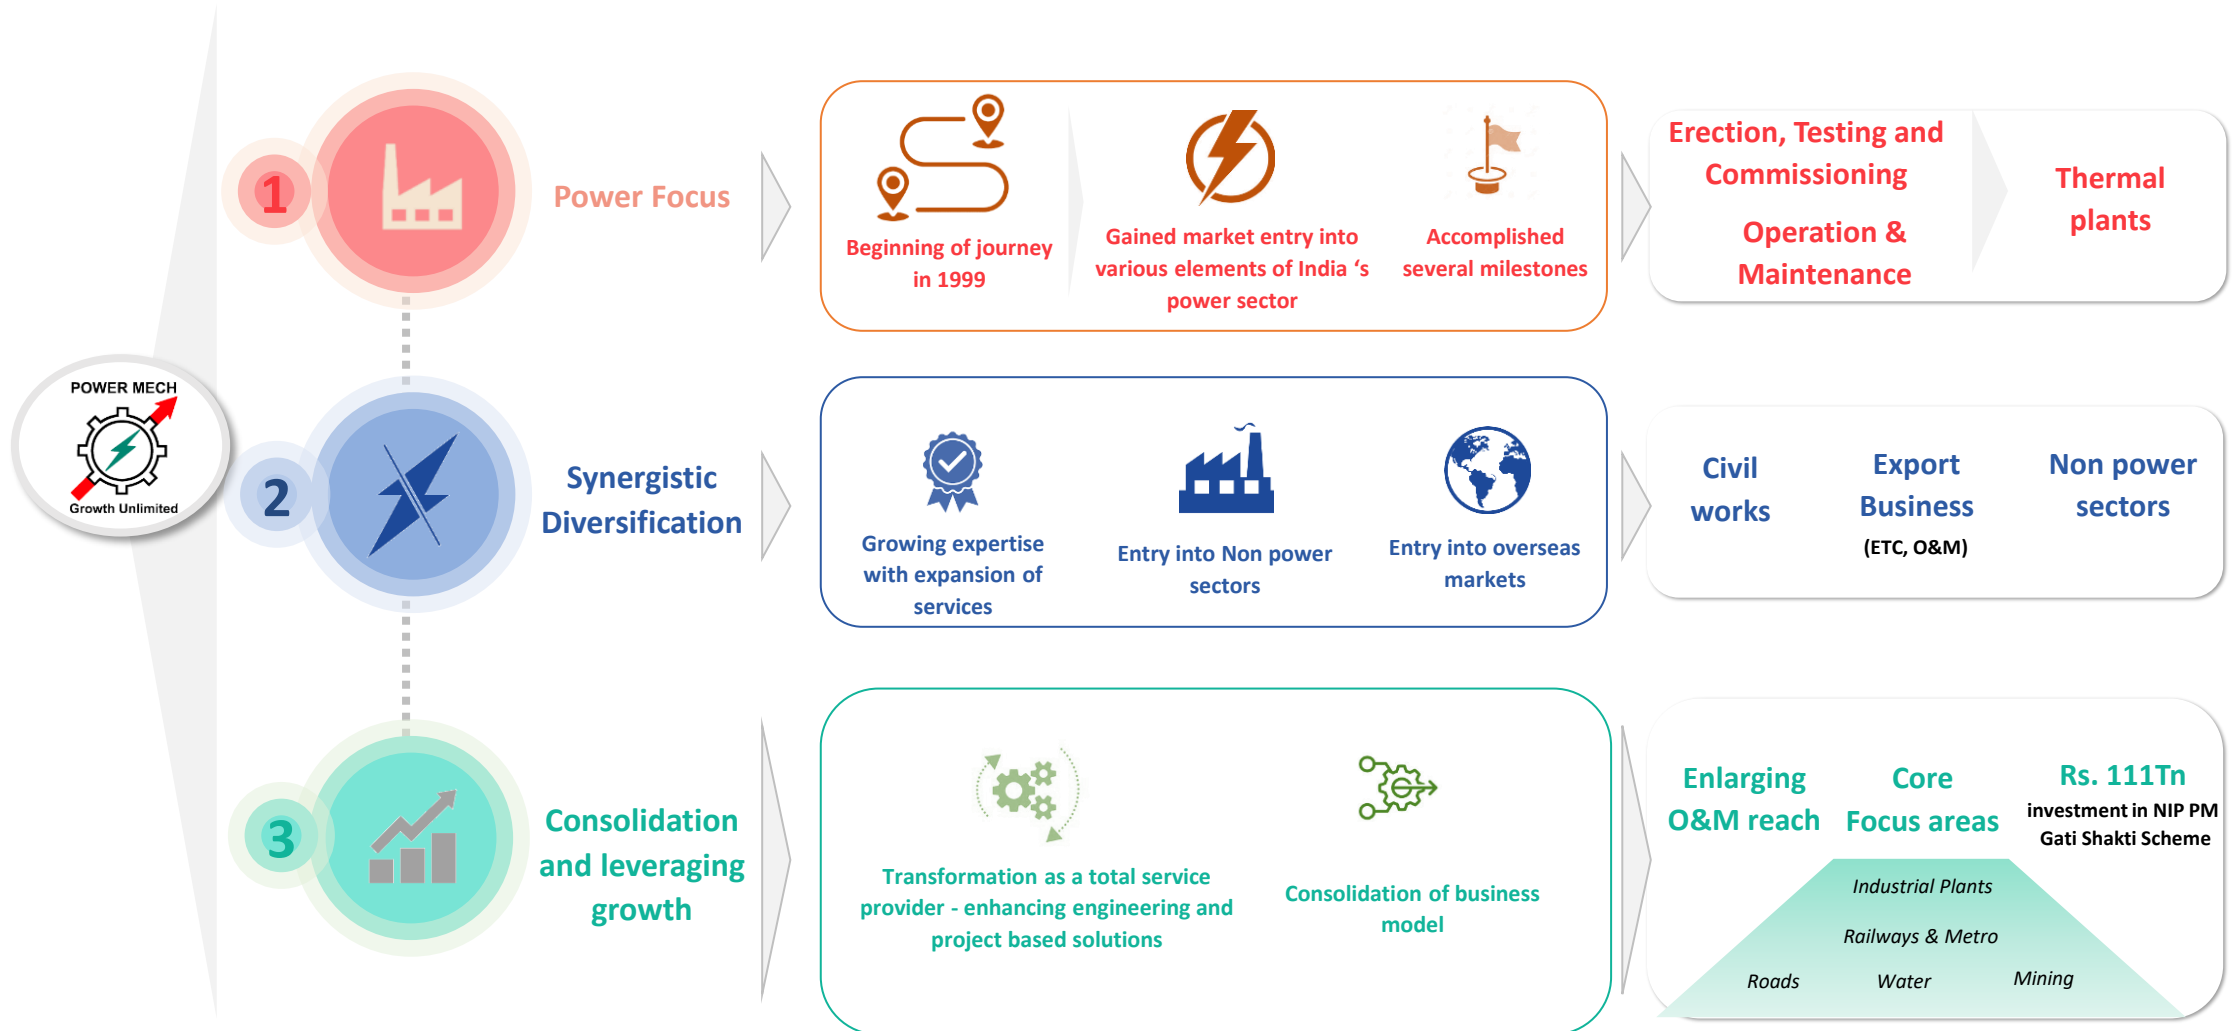 POWER MECH
Growth Unlimited
1
Power Focus
Beginning of journey
in 1999
Gained market entry into
various elements of India ‘s
power sector
Accomplished
several milestones
Erection, Testing and
Commissioning
Operation &
Maintenance
Thermal
plants
2
Synergistic
Diversification
Growing expertise
with expansion of
services
Entry into Non power
sectors
Entry into overseas
markets
Civil
works
Export
Business
(ETC, O&M)
Non power
sectors
3
Consolidation
and leveraging
growth
Transformation as a total service
provider - enhancing engineering and
project based solutions
Consolidation of business
model
Enlarging
O&M reach
Core
Focus areas
Rs. 111Tn
investment in NIP PM
Gati Shakti Scheme
Industrial Plants
Railways & Metro
Roads
Water
Mining